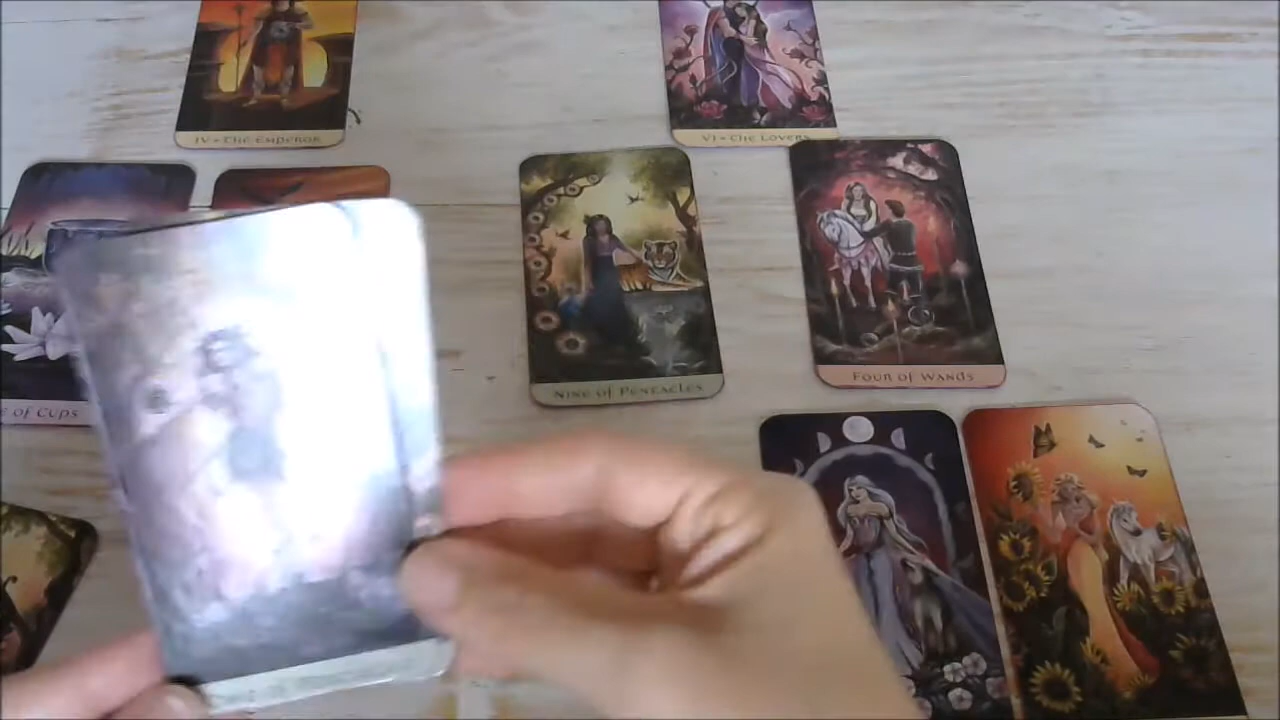 IV • THE EMPEROR
VI • THE LOVERS
NINE OF PENTACLES
FOUR OF WANDS
OF CUPS